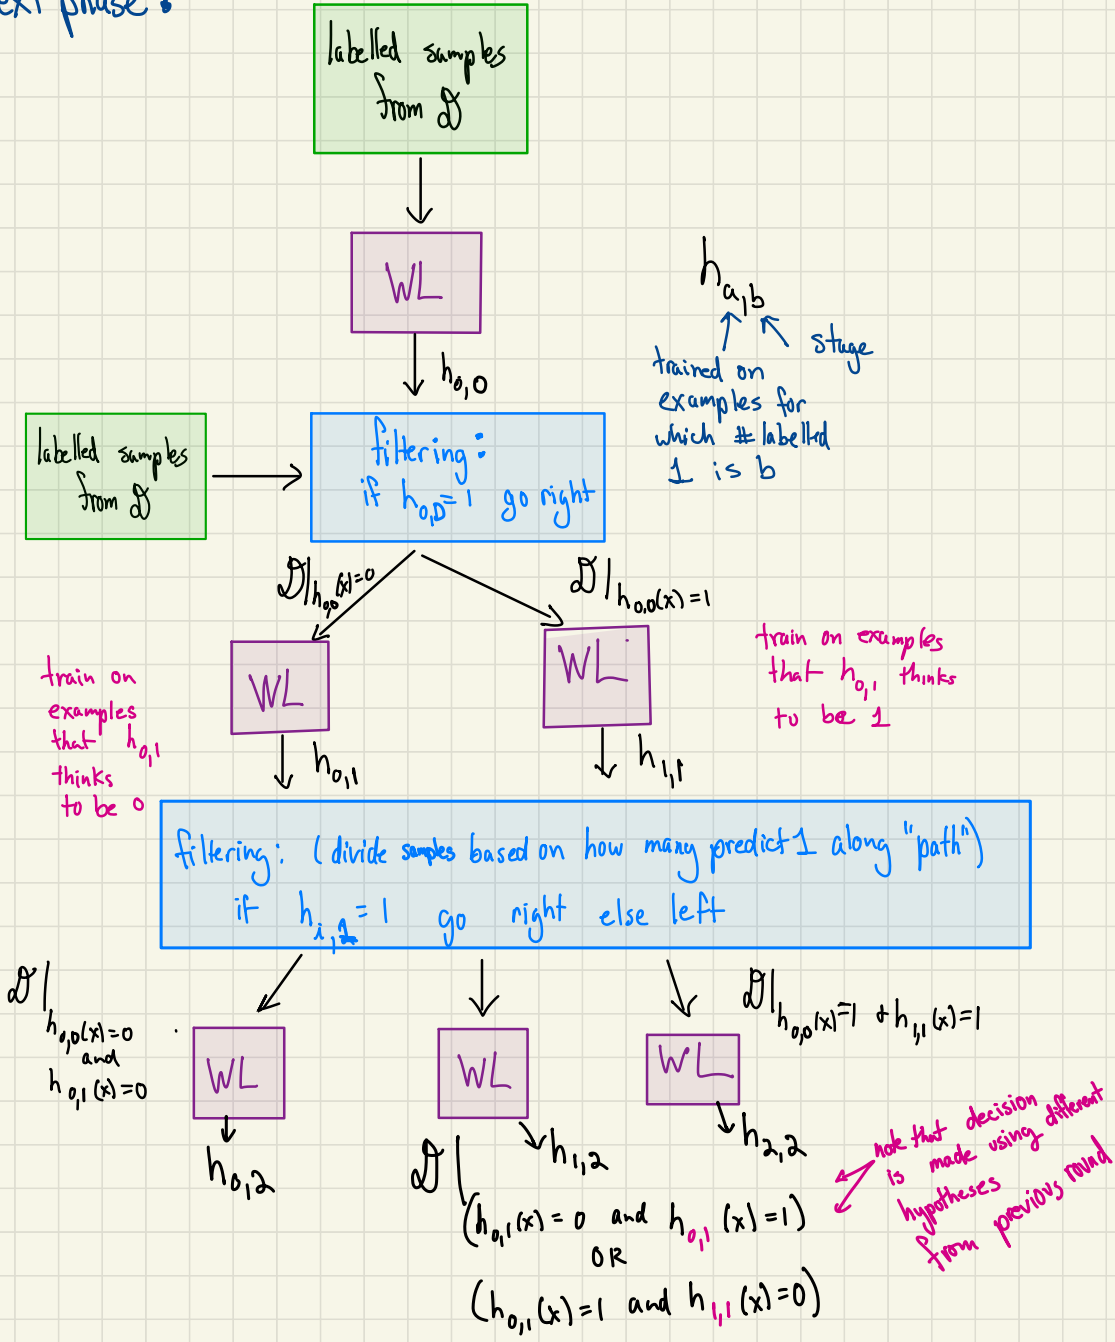 ext phase:
labelled samples
from D
WL
h0,0
ha,b
stage
trained on
examples for
which # labelled
1 is b
labelled samples
from D
filtering:
if h0,0=1 go right
D|h0,0(x)=0
D|h0,0(x)=1
WL
WL
train on
examples
that h0,1
thinks
to be 0
train on examples
that h0,1 thinks
to be 1
h0,1
h1,1
filtering: (divide samples based on how many predict 1 along "path")
if hi,1=1 go right else left
D|
h0,0(x)=0
and
h0,1(x)=0
D|h0,0(x)=1 + h1,1(x)=1
WL
WL
WL
h0,2
h1,2
h2,2
D|
(h0,1(x)=0 and h0,1(x)=1)
OR
(h0,1(x)=1 and h1,1(x)=0)
note that decision
is made using different
hypotheses
from previous round